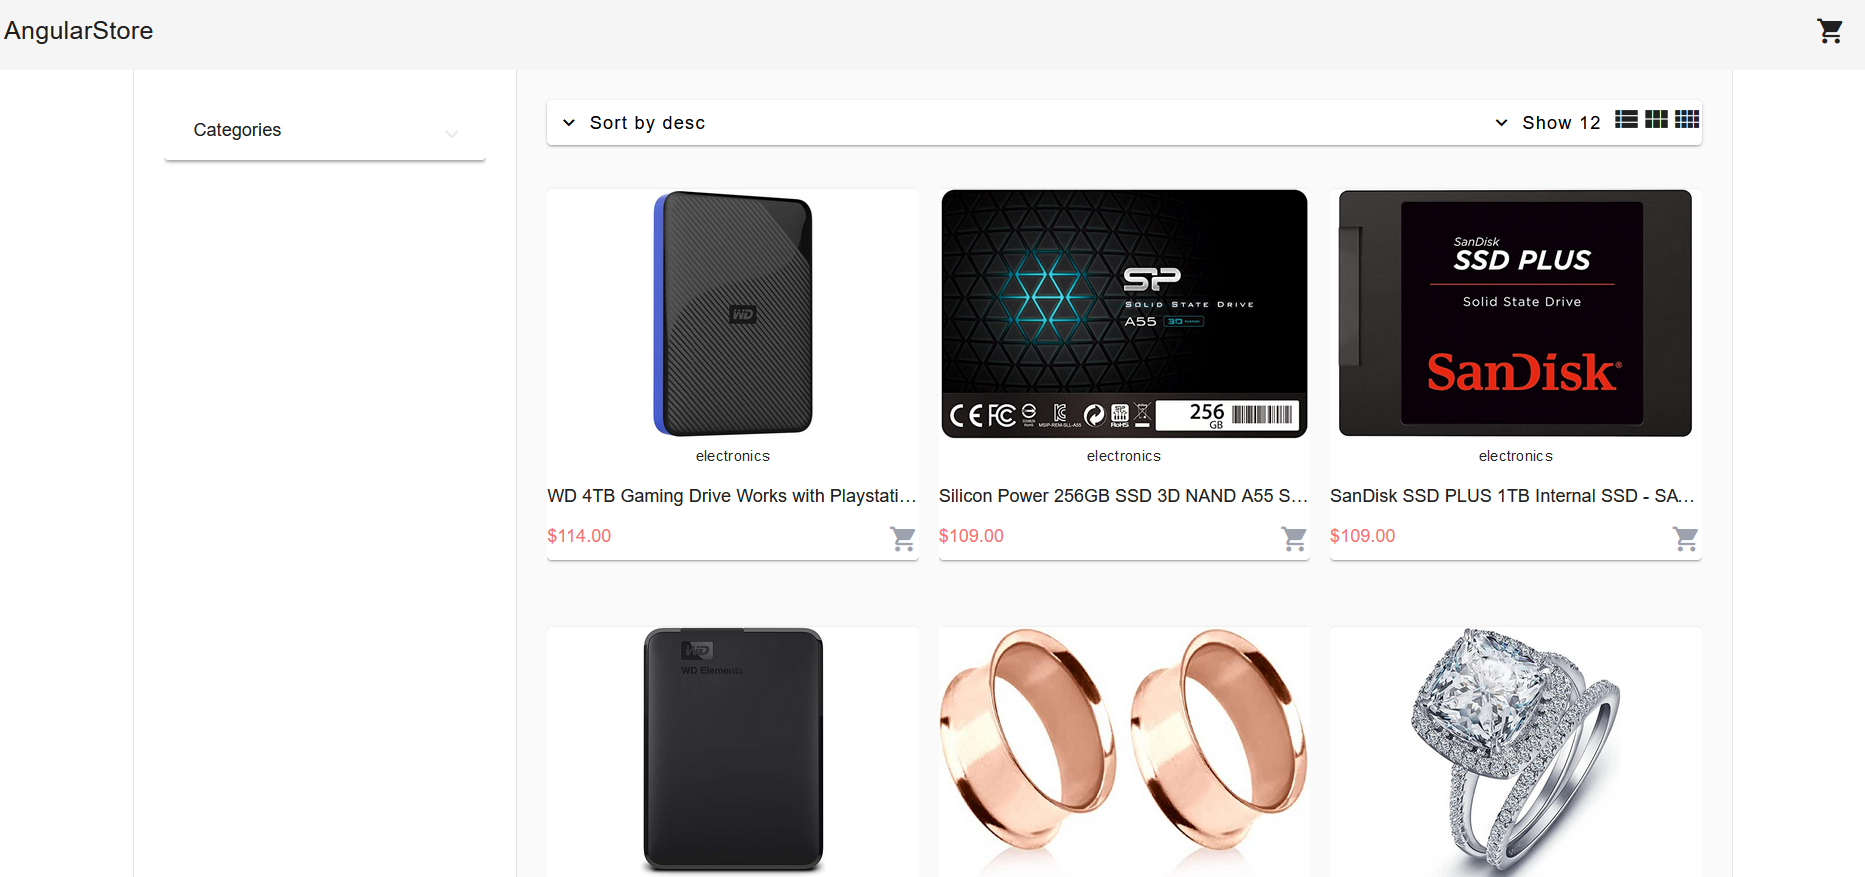 AngularStore
Categories
Sort by desc
Show 12
WD
SP
SOLID STATE DRIVE
A55 3D NAND
256
GB
SanDisk
SSD PLUS
Solid State Drive
SanDisk®
electronics
electronics
electronics
WD 4TB Gaming Drive Works with Playstati...
Silicon Power 256GB SSD 3D NAND A55 S...
SanDisk SSD PLUS 1TB Internal SSD - SA...
$114.00
$109.00
$109.00
WD
WD Elements